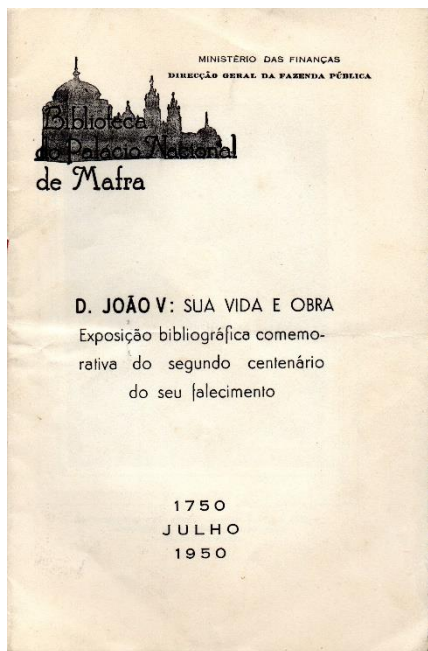 MINISTÉRIO DAS FINANÇAS
DIRECÇÃO GERAL DA FAZENDA PÚBLICA
Biblioteca
do Palácio Nacional
de Mafra
D. JOÃO V: SUA VIDA E OBRA
Exposição bibliográfica comemo-
rativa do segundo centenário
do seu falecimento
1750
JULHO
1950